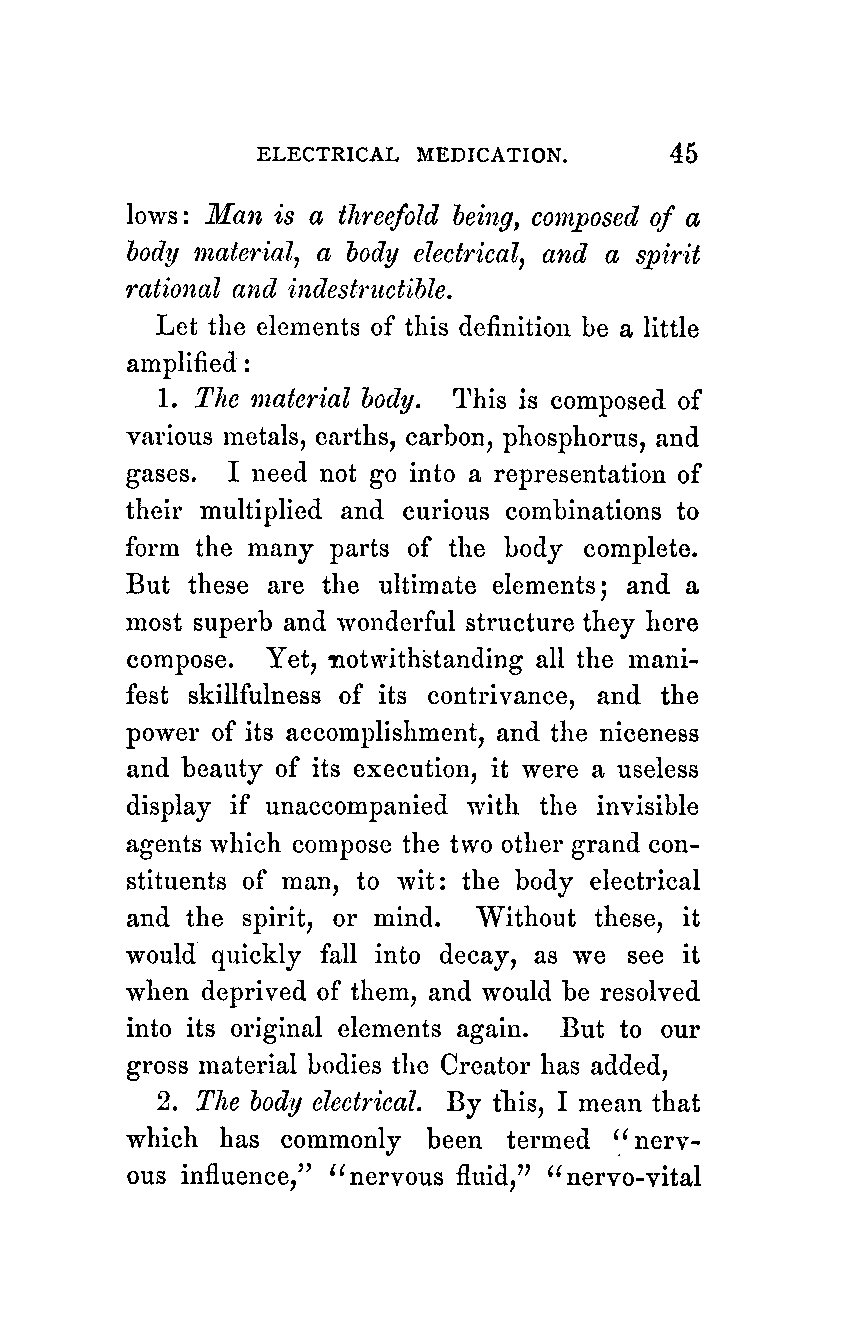 ELECTRICAL MEDICATION. 45
lows: Man is a threefold being, composed of a
body material, a body electrical, and a spirit
rational and indestructible.
Let the elements of this definition be a little
amplified:
1. The material body. This is composed of
various metals, earths, carbon, phosphorus, and
gases. I need not go into a representation of
their multiplied and curious combinations to
form the many parts of the body complete.
But these are the ultimate elements; and a
most superb and wonderful structure they here
compose. Yet, notwithstanding all the mani-
fest skillfulness of its contrivance, and the
power of its accomplishment, and the niceness
and beauty of its execution, it were a useless
display if unaccompanied with the invisible
agents which compose the two other grand con-
stituents of man, to wit: the body electrical
and the spirit, or mind. Without these, it
would quickly fall into decay, as we see it
when deprived of them, and would be resolved
into its original elements again. But to our
gross material bodies the Creator has added,
2. The body electrical. By this, I mean that
which has commonly been termed “nerv-
ous influence,” “nervous fluid,” “nervo-vital